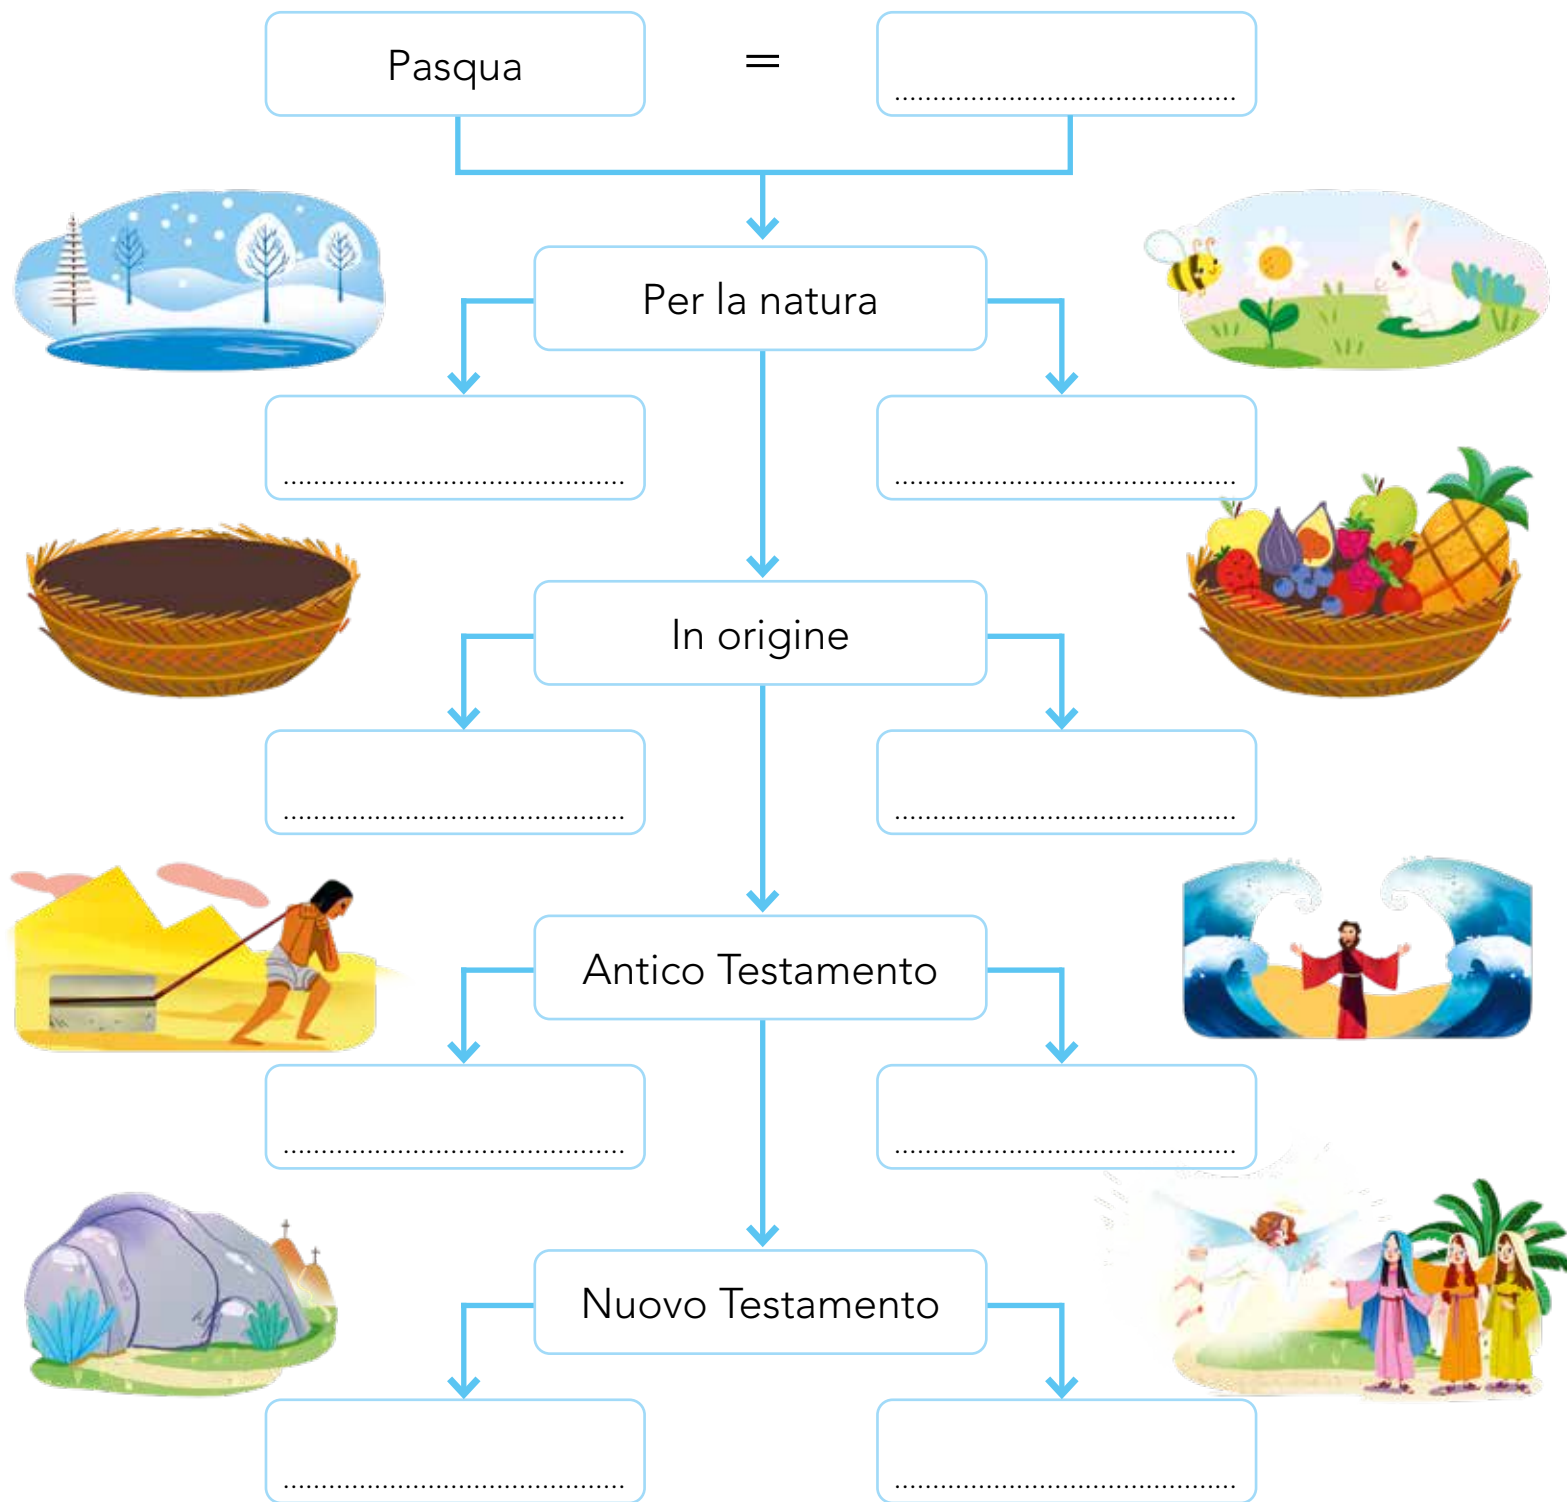 Pasqua
=
Per la natura
In origine
Antico Testamento
Nuovo Testamento